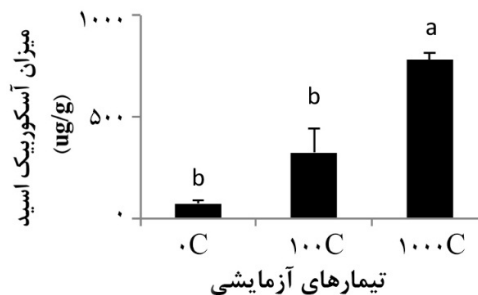 میزان آسکوربیک اسید
(ug/g)
۱۰۰۰
۵۰۰
۰
b
b
a
۰C
۱۰۰C
۱۰۰۰C
تیمارهای آزمایشی